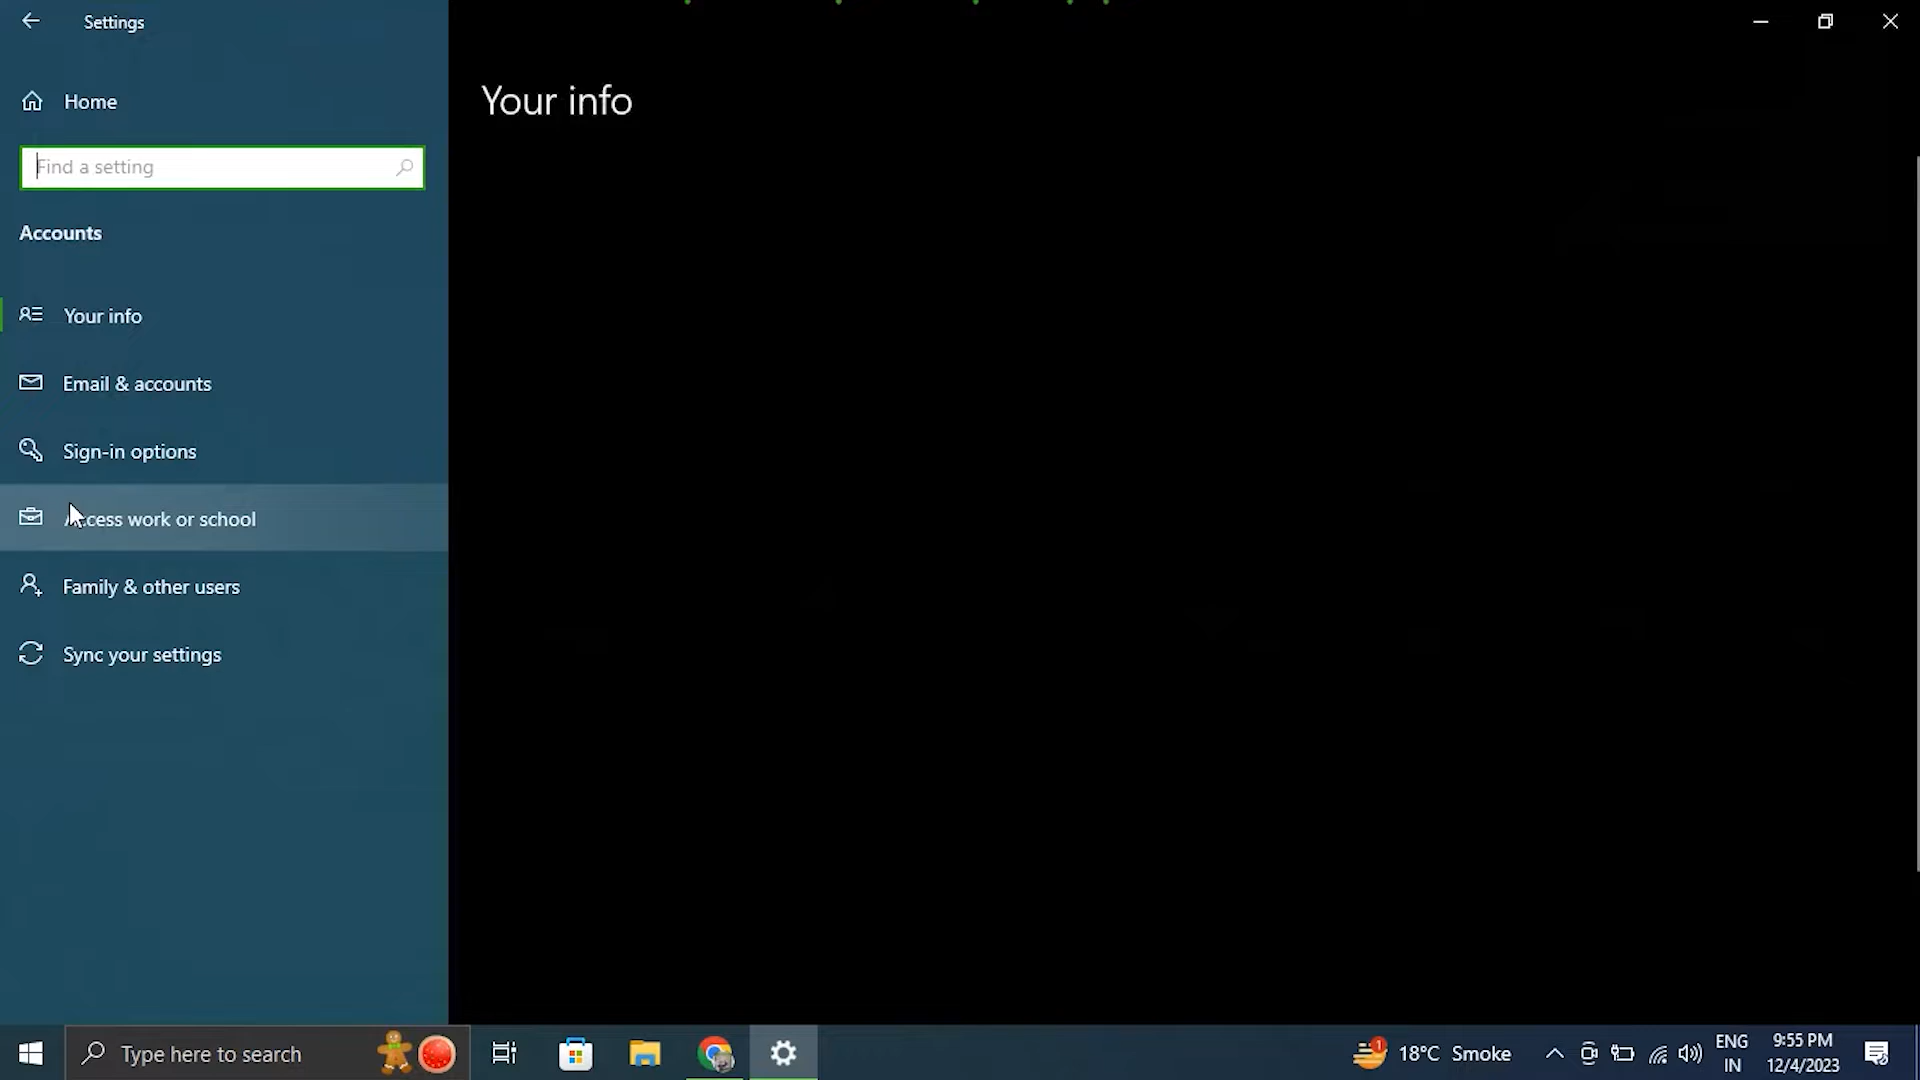 Settings
Home
Find a setting
Accounts
Your info
Email & accounts
Sign-in options
Access work or school
Family & other users
Sync your settings
Your info
Type here to search
1
18°C Smoke
ENG
IN
9:55 PM
12/4/2023